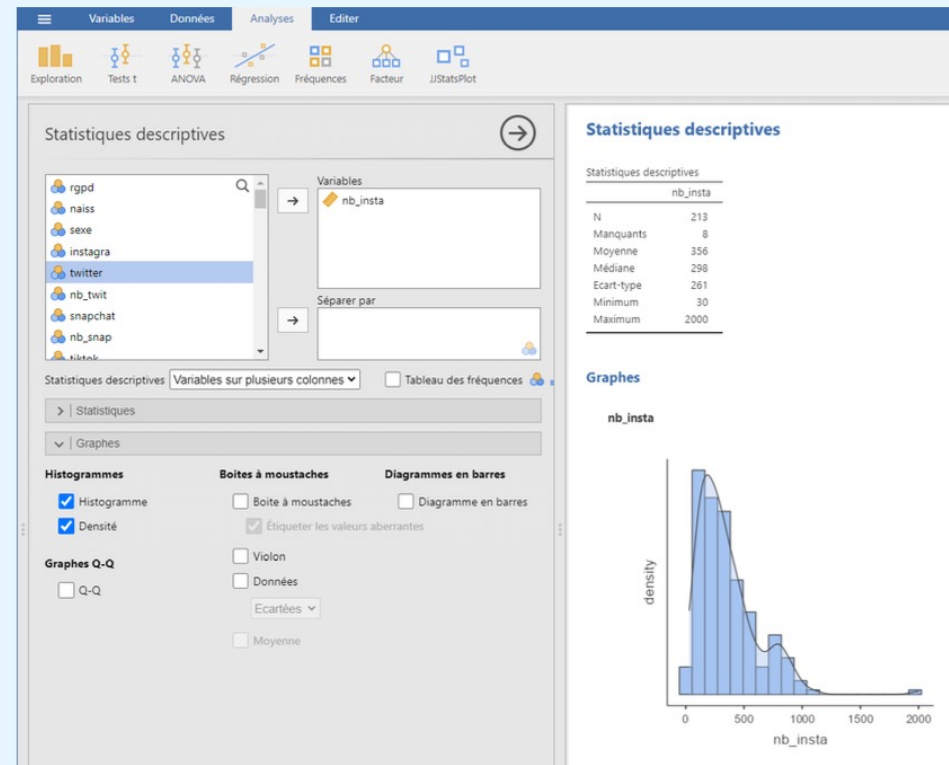 Variables Données Analyses Editer
Exploration Tests t ANOVA Régression Fréquences Facteur JJStatsPlot
Statistiques descriptives
rgpd
naiss
sexe
instagra
twitter
nb_twit
snapchat
nb_snap
tiktok
Variables
nb_insta
Séparer par
Statistiques descriptives Variables sur plusieurs colonnes Tableau des fréquences
Statistiques
Graphes
Histogrammes
Histogramme
Densité
Graphes Q-Q
Q-Q
Boites à moustaches
Boite à moustaches
Étiqueter les valeurs aberrantes
Violon
Données
Ecartées
Moyenne
Diagrammes en barres
Diagramme en barres
Statistiques descriptives
Statistiques descriptives
nb_insta
N 213
Manquants 8
Moyenne 356
Médiane 298
Ecart-type 261
Minimum 30
Maximum 2000
Graphes
nb_insta
density
0 500 1000 1500 2000
nb_insta